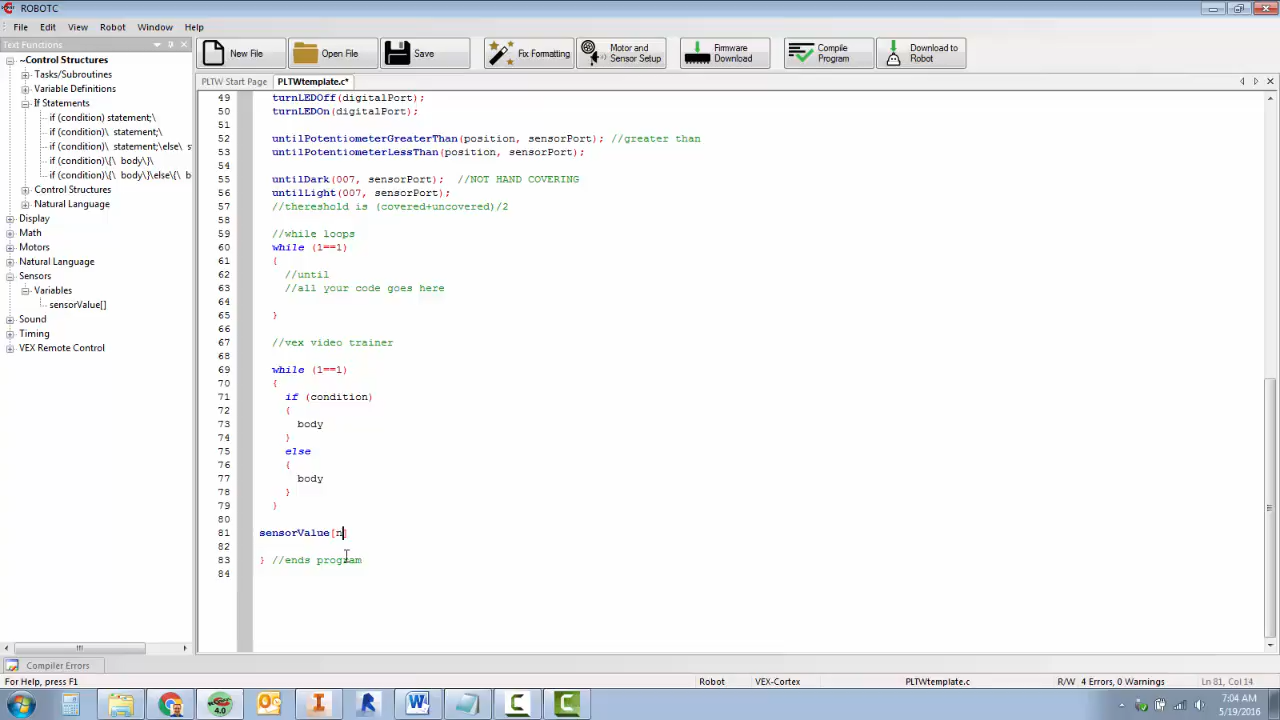 ROBOTC
File Edit View Robot Window Help
New File Open File Save Fix Formatting Motor and Sensor Setup Firmware Download Compile Program Download to Robot
Text Functions
PLTW Start Page PLTWtemplate.c*
~Control Structures
Tasks/Subroutines
Variable Definitions
If Statements
if (condition) statement;\
if (condition)\ statement;\
if (condition)\ statement;\else\ s
if (condition)\{\ body\}\
if (condition)\{\ body\}\else\{\ b
Control Structures
Natural Language
Display
Math
Motors
Natural Language
Sensors
Variables
sensorValue[]
Sound
Timing
VEX Remote Control
49 turnLEDOff(digitalPort);
50 turnLEDOn(digitalPort);
51
52 untilPotentiometerGreaterThan(position, sensorPort); //greater than
53 untilPotentiometerLessThan(position, sensorPort);
54
55 untilDark(007, sensorPort); //NOT HAND COVERING
56 untilLight(007, sensorPort);
57 //thereshold is (covered+uncovered)/2
58
59 //while loops
60 while (1==1)
61 {
62 //until
63 //all your code goes here
64
65 }
66
67 //vex video trainer
68
69 while (1==1)
70 {
71 if (condition)
72 {
73 body
74 }
75 else
76 {
77 body
78 }
79 }
80
81 sensorValue[n]
82
83 } //ends program
84
Compiler Errors
For Help, press F1 Robot VEX-Cortex PLTWtemplate.c R/W 4 Errors, 0 Warnings Ln 81, Col 14
4.0
7:04 AM
5/19/2016